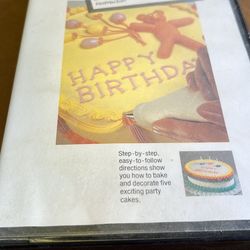 HAPPY
BIRTHDA
Step-by-step,
easy-to-follow
directions show
you how to bake
and decorate five
exciting party
cakes.